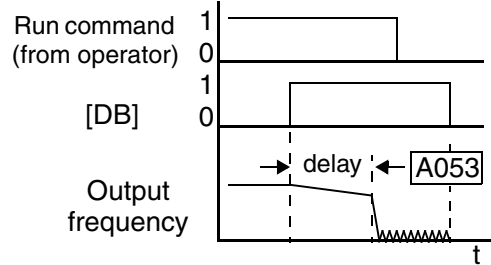 Run command
(from operator)
1
0
[DB]
1
0
delay
A053
Output
frequency
t